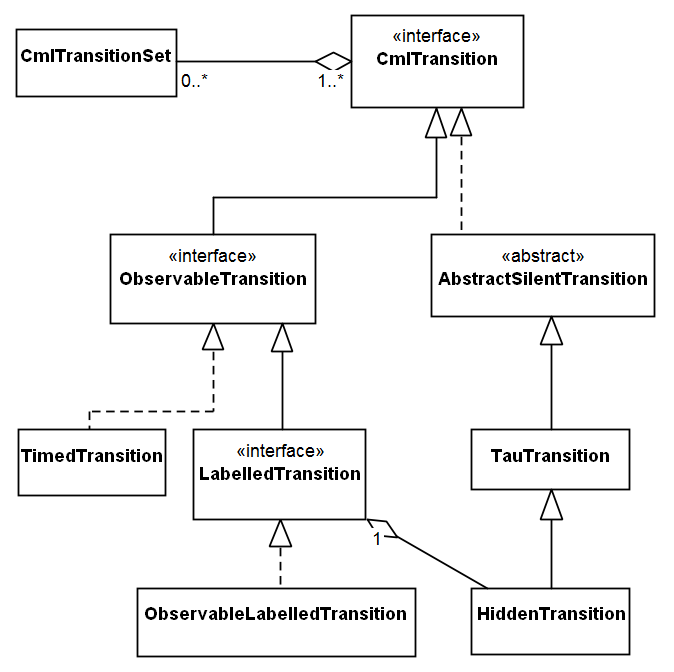 «interface»
CmlTransitionSet
CmlTransition
0..*
1..*
«interface»
ObservableTransition
«abstract»
AbstractSilentTransition
TimedTransition
«interface»
LabelledTransition
TauTransition
1
ObservableLabelledTransition
HiddenTransition